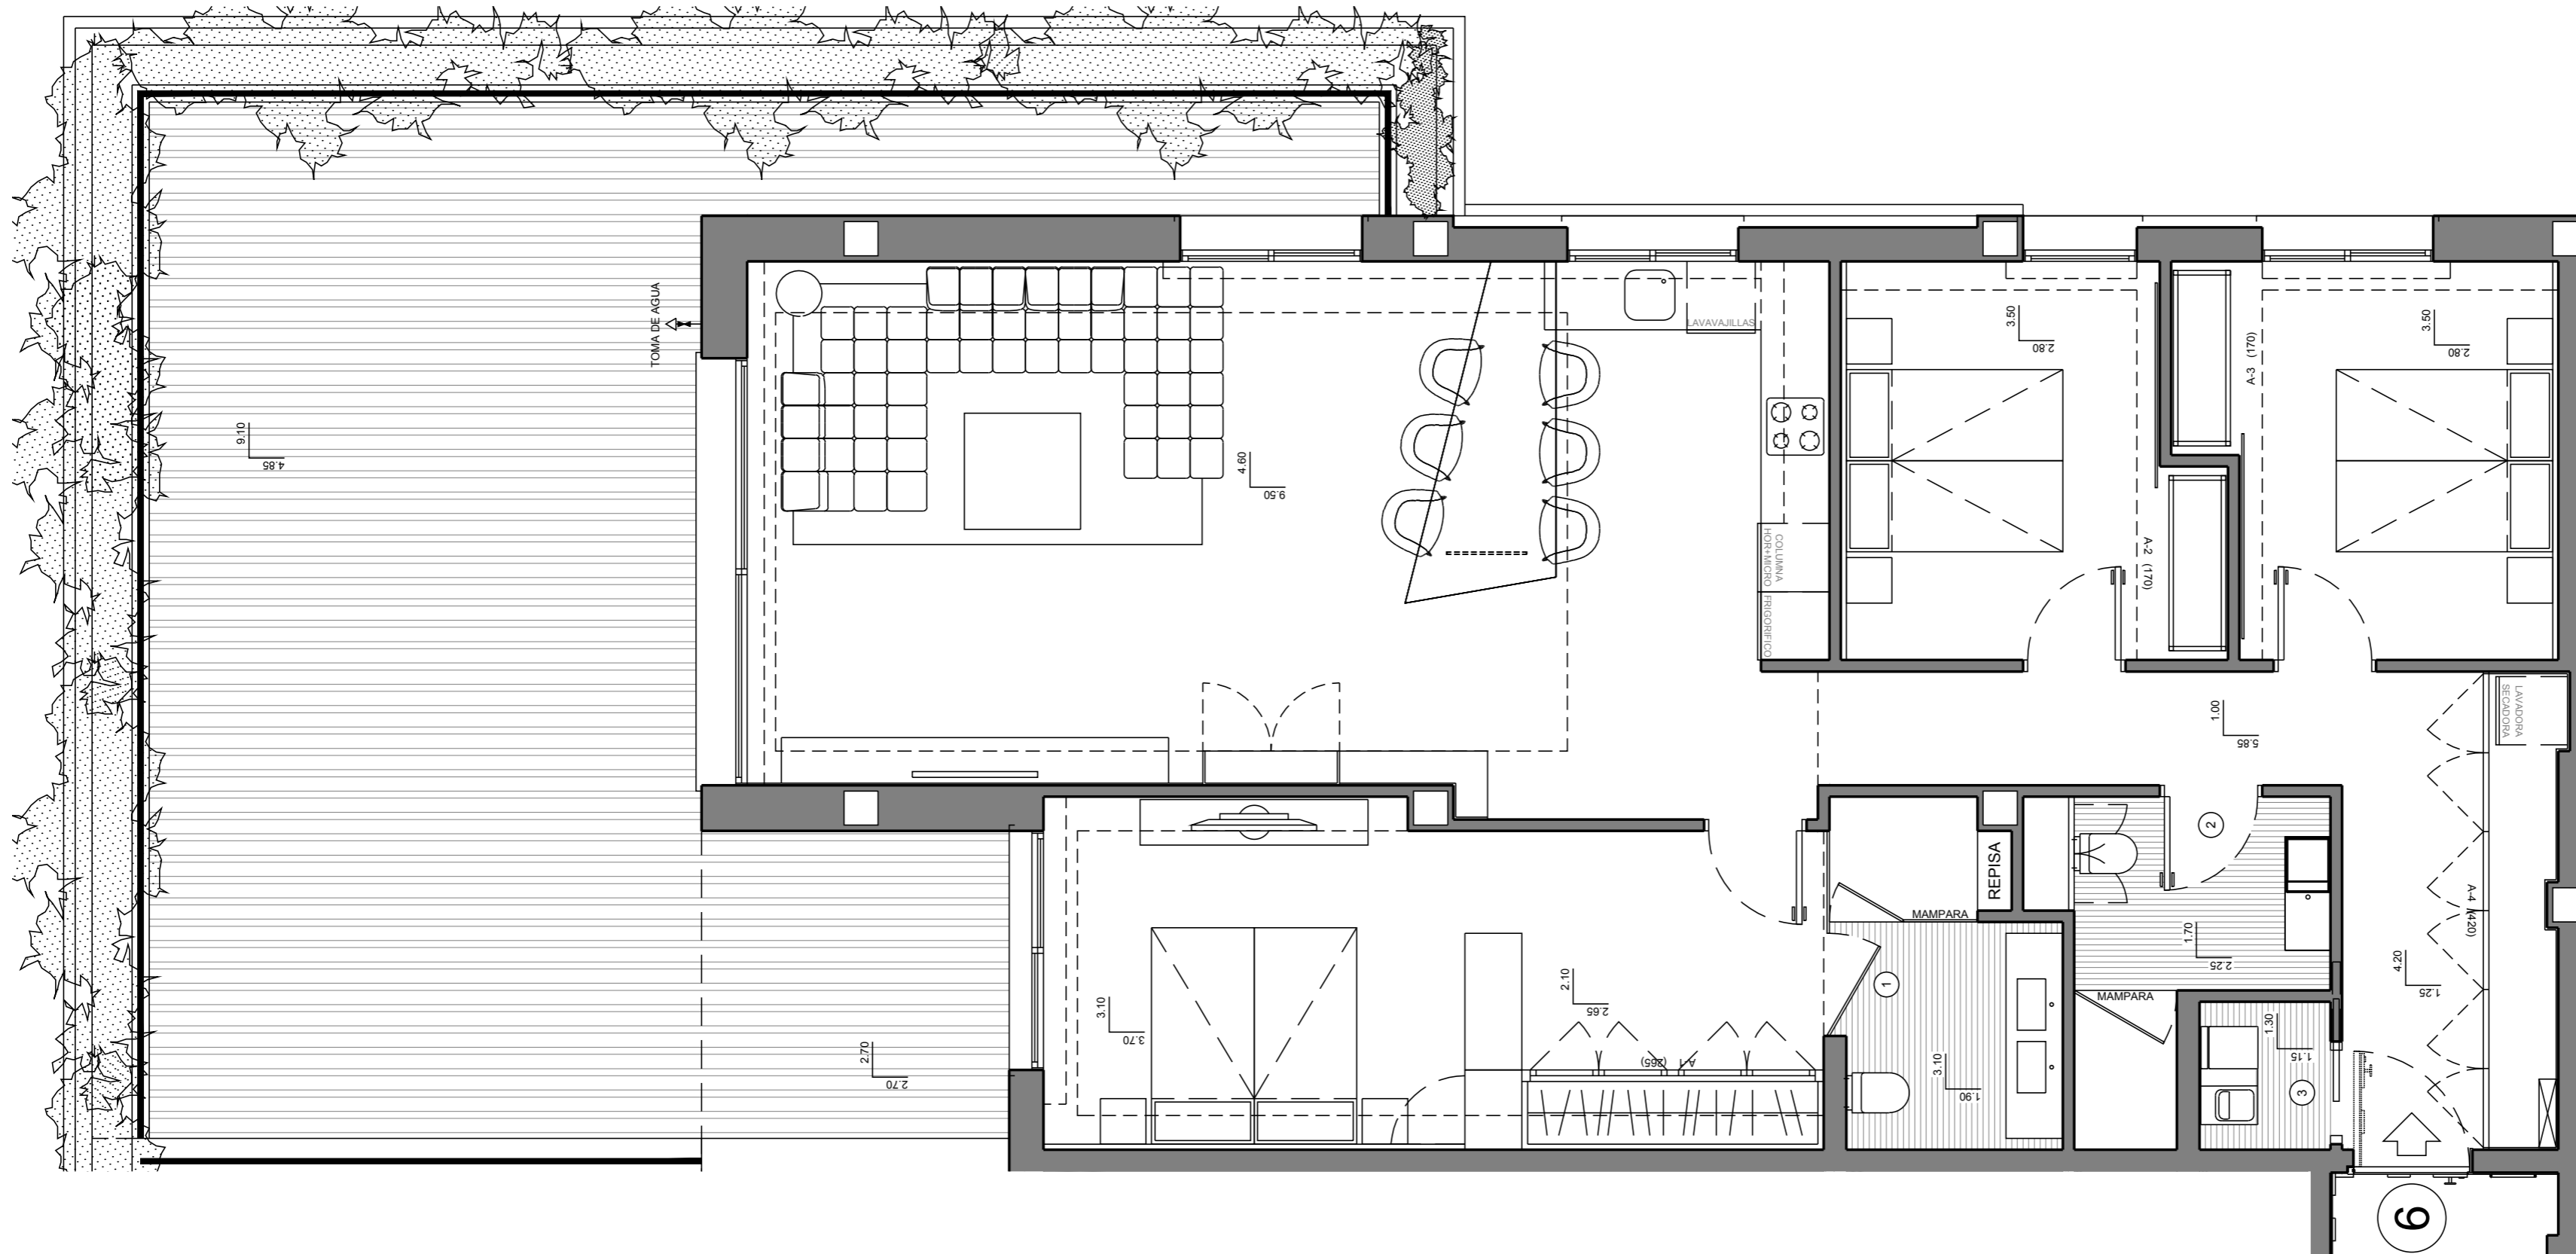 TOMA DE AGUA
9.10
4.85
4.60
9.50
LAVAVAJILLAS
COLUMNA
HOR+MICRO
FRIGORIFICO
3.50
2.80
A-2 (170)
A-3 (170)
3.50
2.80
1.00
5.85
LAVADORA
SECADORA
2
REPISA
MAMPARA
1
1.70
2.25
MAMPARA
4.20
1.25
A-4 (420)
3.10
3.70
2.10
2.65
A-1 (265)
3.10
1.90
1.30
1.15
3
2.70
2.70
6